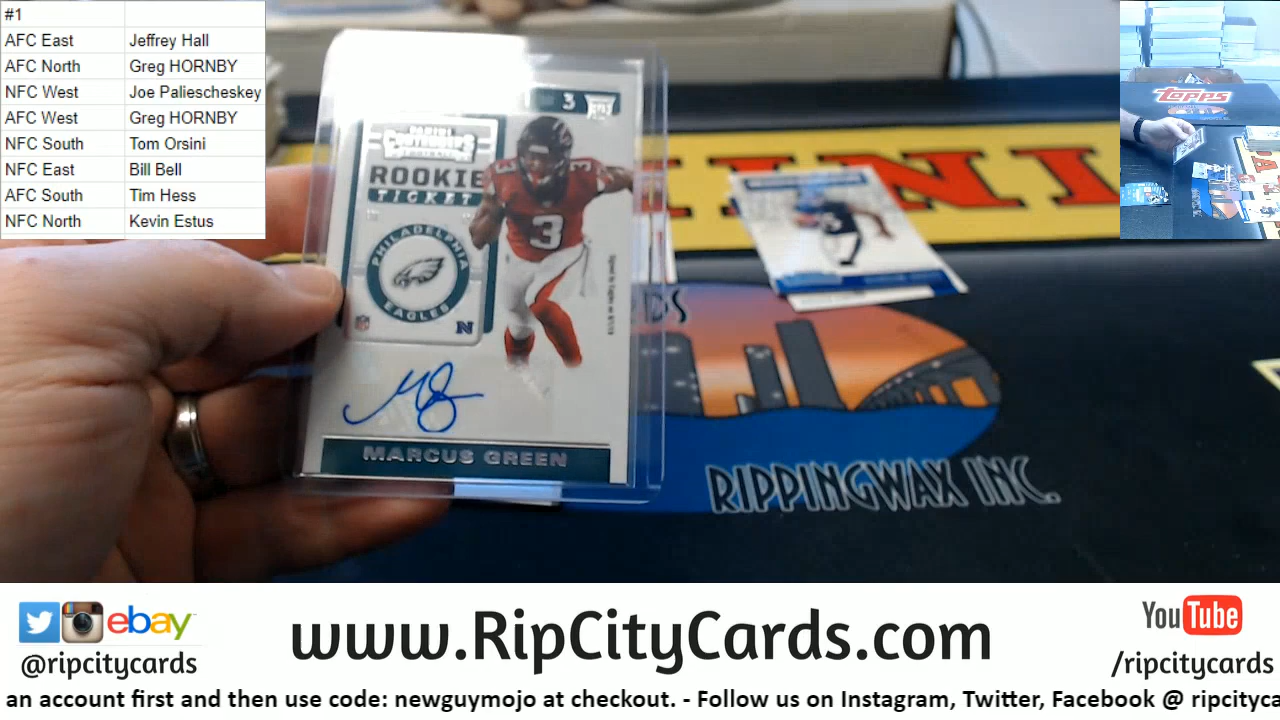 #1
AFC East Jeffrey Hall
AFC North Greg HORNBY
NFC West Joe Paliescheskey
AFC West Greg HORNBY
NFC South Tom Orsini
NFC East Bill Bell
AFC South Tim Hess
NFC North Kevin Estus
topps
3
PANINI
CONTENDERS
FOOTBALL
ROOKIE
TICKET
3
PHILADELPHIA
EAGLES
MARCUS GREEN
RIPPINGWAX INC.
ebay
@ripcitycards
www.RipCityCards.com
YouTube
/ripcitycards
an account first and then use code: newguymojo at checkout. - Follow us on Instagram, Twitter, Facebook @ ripcityca